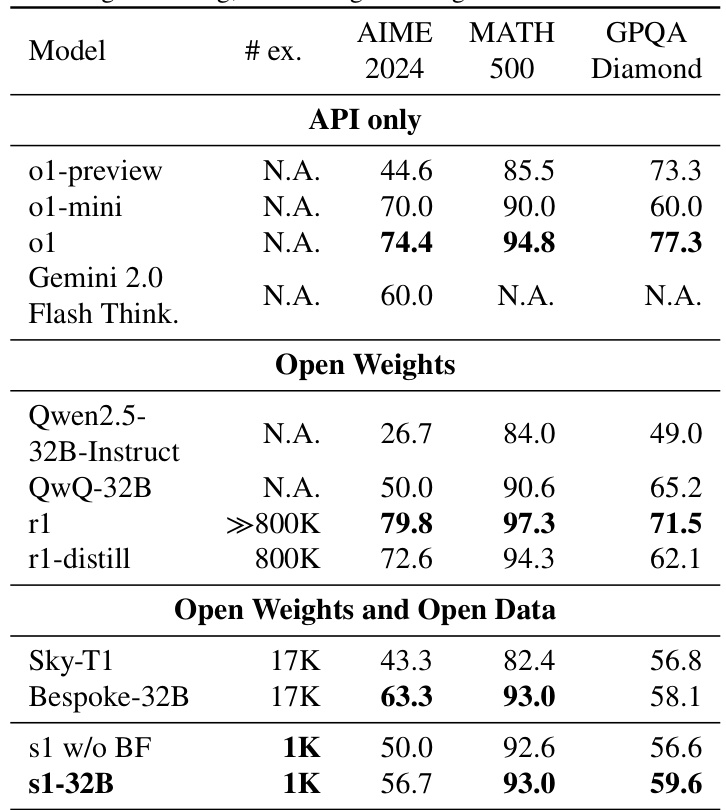 Model # ex. AIME 2024 MATH 500 GPQA Diamond
API only
o1-preview N.A. 44.6 85.5 73.3
o1-mini N.A. 70.0 90.0 60.0
o1 N.A. 74.4 94.8 77.3
Gemini 2.0 Flash Think. N.A. 60.0 N.A. N.A.
Open Weights
Qwen2.5-32B-Instruct N.A. 26.7 84.0 49.0
QwQ-32B N.A. 50.0 90.6 65.2
r1 ≫800K 79.8 97.3 71.5
r1-distill 800K 72.6 94.3 62.1
Open Weights and Open Data
Sky-T1 17K 43.3 82.4 56.8
Bespoke-32B 17K 63.3 93.0 58.1
s1 w/o BF 1K 50.0 92.6 56.6
s1-32B 1K 56.7 93.0 59.6